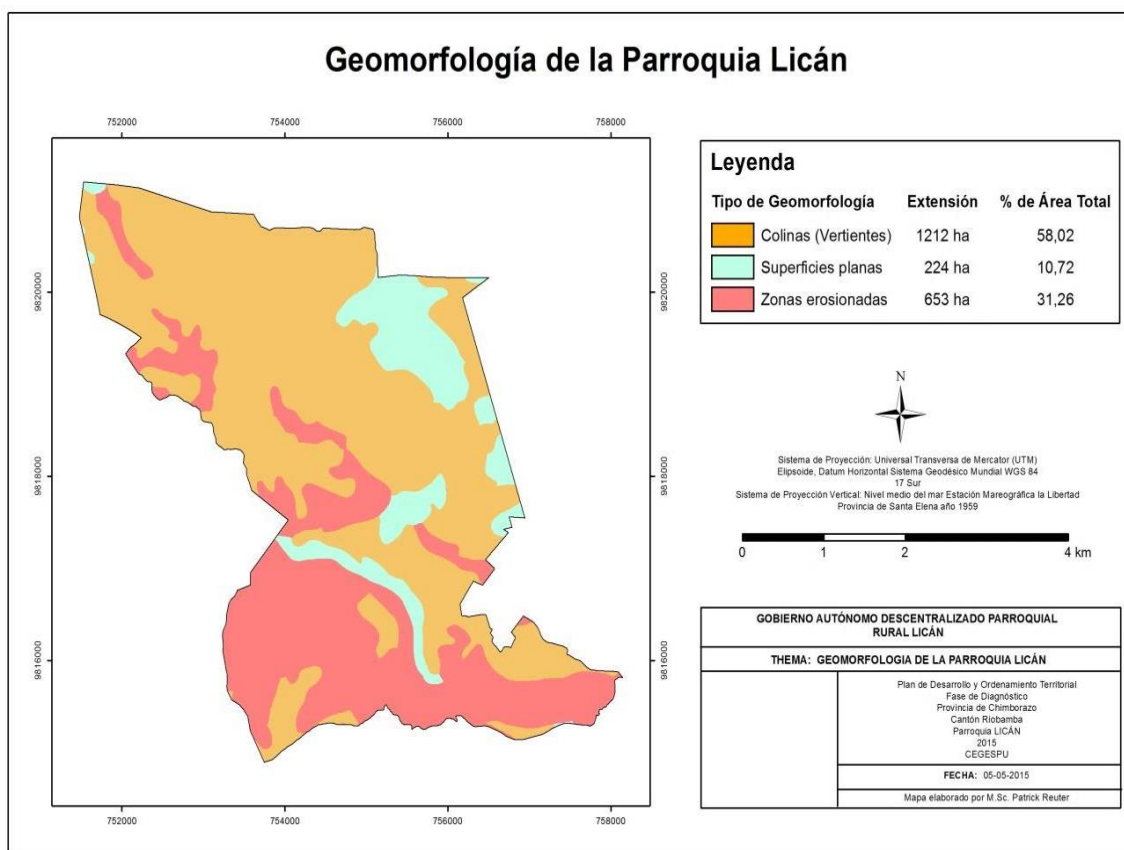 Geomorfología de la Parroquia Licán
752000 754000 756000 758000
9820000 9820000
9818000 9818000
9816000 9816000
752000 754000 756000 758000
Leyenda
Tipo de Geomorfología Extensión % de Área Total
Colinas (Vertientes) 1212 ha 58,02
Superficies planas 224 ha 10,72
Zonas erosionadas 653 ha 31,26
N
Sistema de Proyección: Universal Transversa de Mercator (UTM)
Elipsoide, Datum Horizontal Sistema Geodésico Mundial WGS 84
17 Sur
Sistema de Proyección Vertical: Nivel medio del mar Estación Mareográfica la Libertad
Provincia de Santa Elena año 1959
0 1 2 4 km
GOBIERNO AUTÓNOMO DESCENTRALIZADO PARROQUIAL
RURAL LICÁN
THEMA: GEOMORFOLOGIA DE LA PARROQUIA LICÁN
Plan de Desarrollo y Ordenamiento Territorial
Fase de Diagnóstico
Provincia de Chimborazo
Cantón Riobamba
Parroquia LICÁN
2015
CEGESPU
FECHA: 05-05-2015
Mapa elaborado por M.Sc. Patrick Reuter